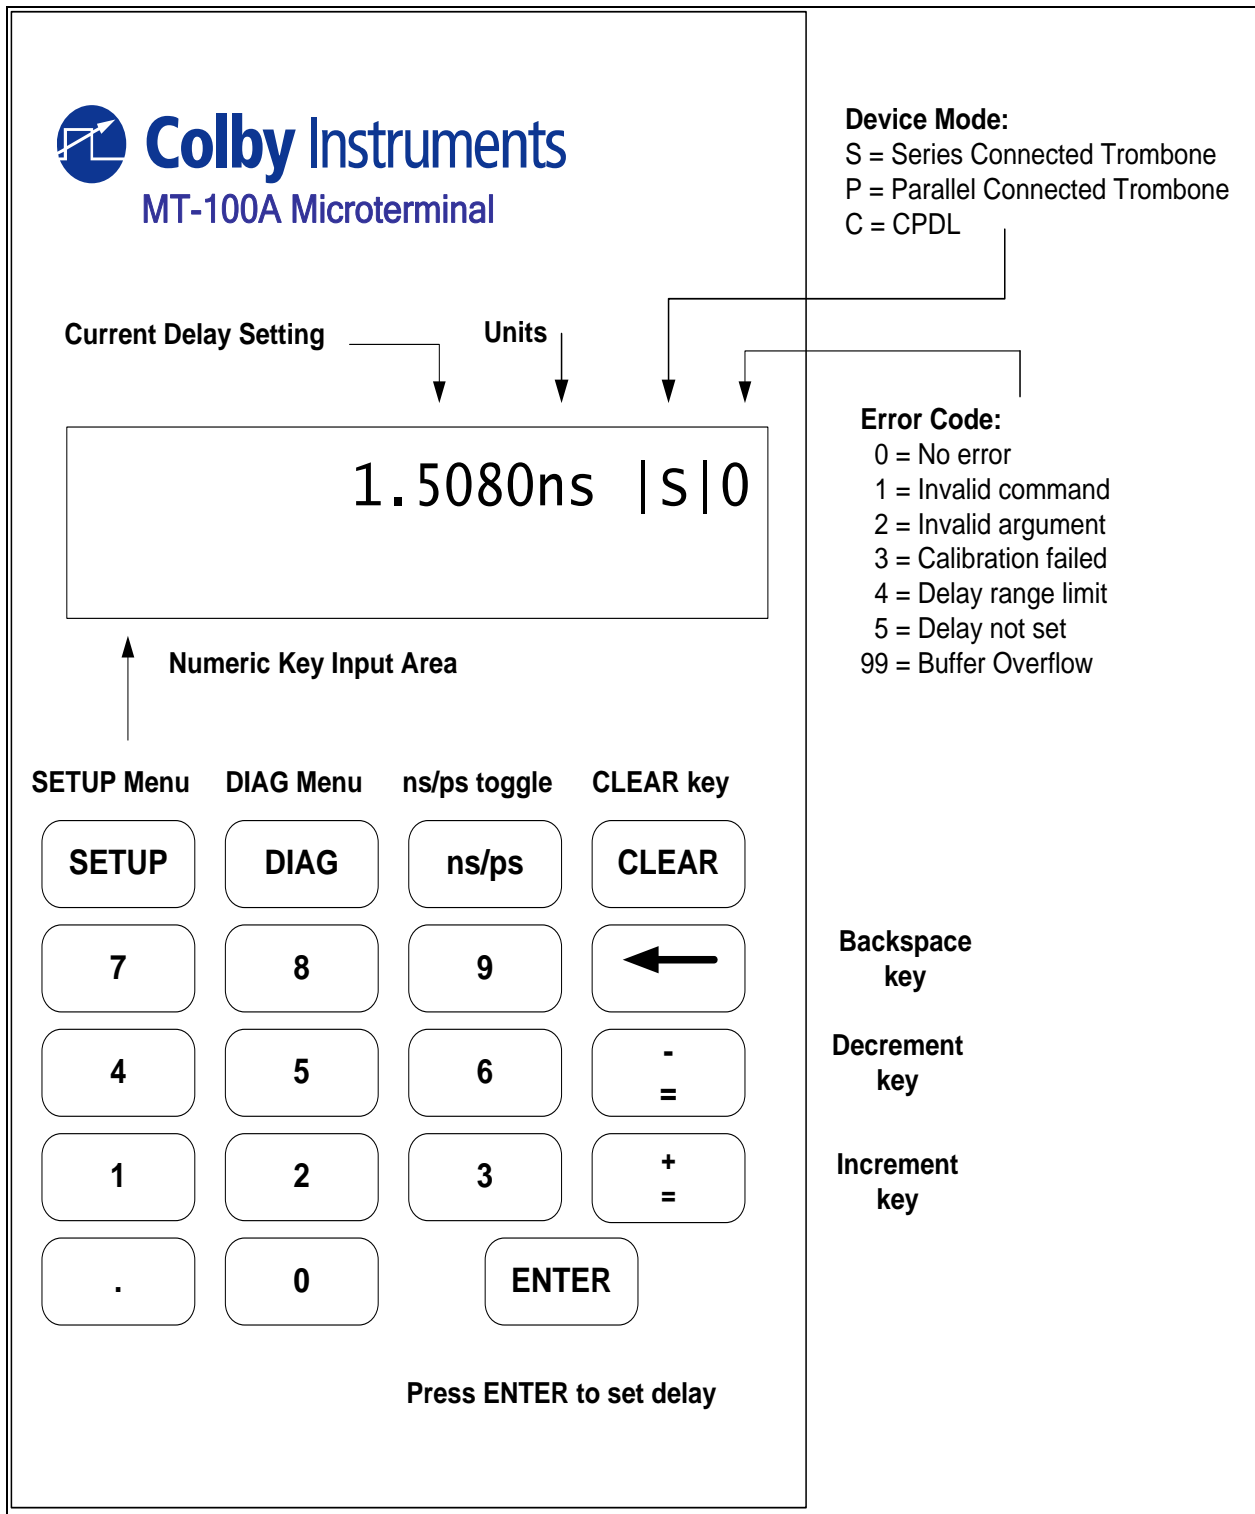 Colby Instruments
MT-100A Microterminal
Device Mode:
S = Series Connected Trombone
P = Parallel Connected Trombone
C = CPDL
Current Delay Setting
Units
1.5080ns |S|0
Error Code:
0 = No error
1 = Invalid command
2 = Invalid argument
3 = Calibration failed
4 = Delay range limit
5 = Delay not set
99 = Buffer Overflow
Numeric Key Input Area
SETUP Menu DIAG Menu ns/ps toggle CLEAR key
SETUP DIAG ns/ps CLEAR
7 8 9
Backspace
key
4 5 6 - =
Decrement
key
1 2 3 + =
Increment
key
. 0 ENTER
Press ENTER to set delay